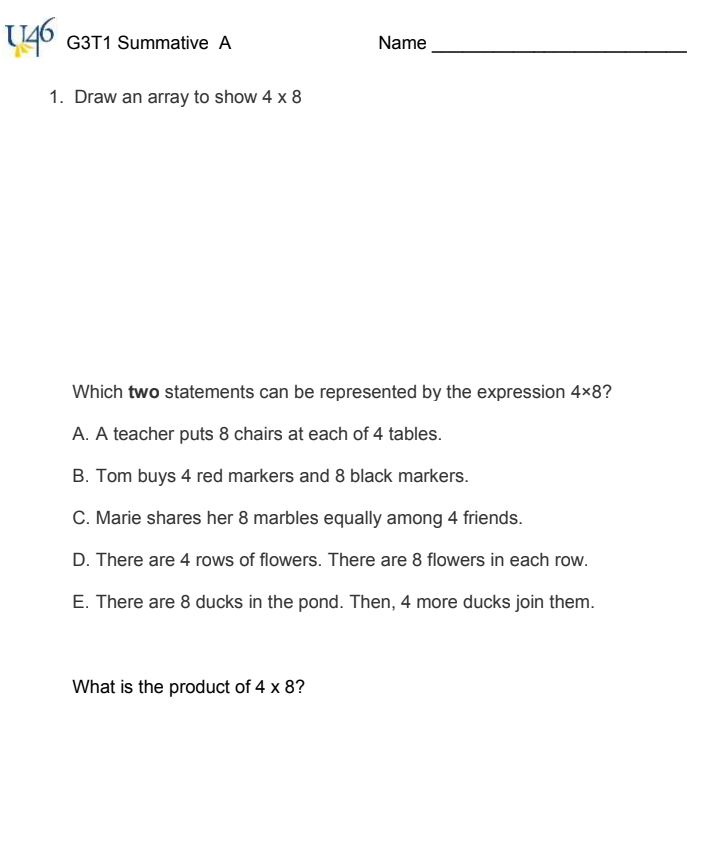 U46 G3T1 Summative A Name
1. Draw an array to show 4 x 8
Which two statements can be represented by the expression 4×8?
A. A teacher puts 8 chairs at each of 4 tables.
B. Tom buys 4 red markers and 8 black markers.
C. Marie shares her 8 marbles equally among 4 friends.
D. There are 4 rows of flowers. There are 8 flowers in each row.
E. There are 8 ducks in the pond. Then, 4 more ducks join them.
What is the product of 4 x 8?